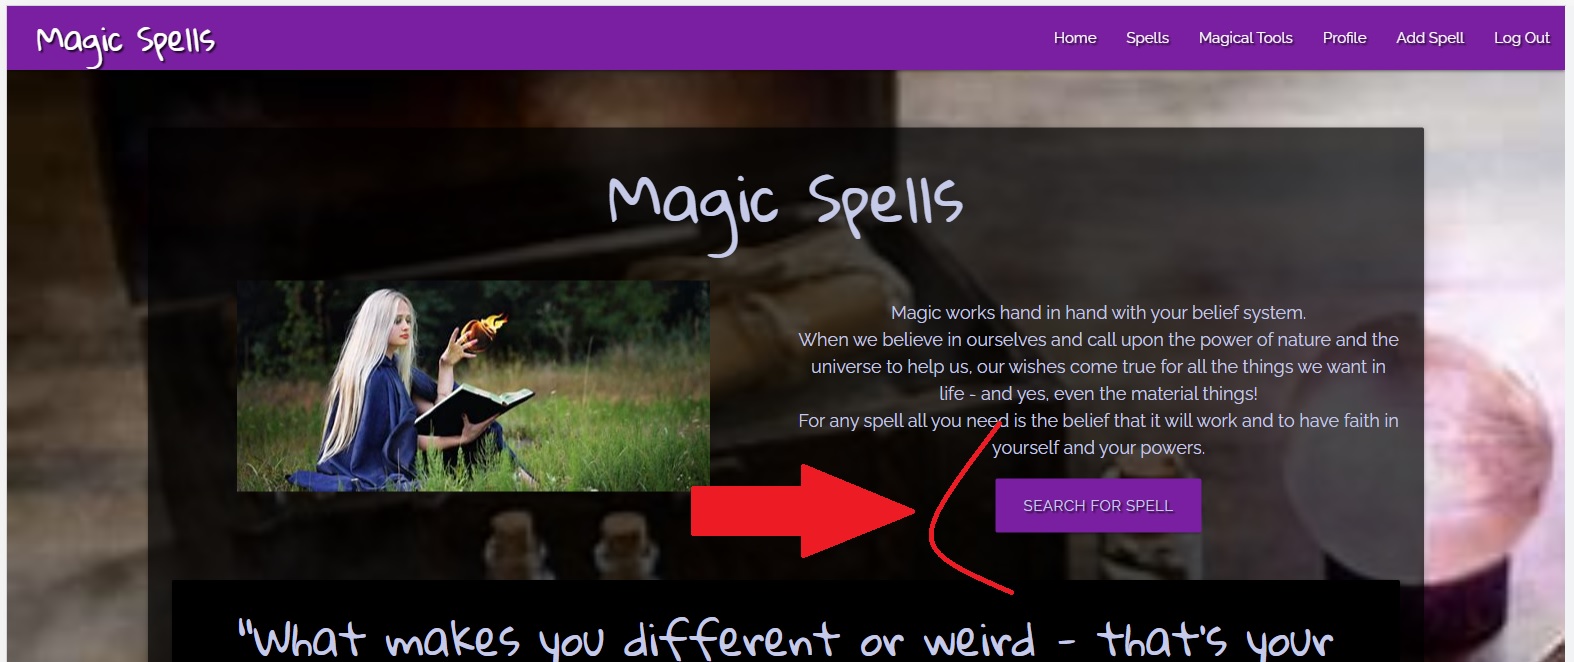 Magic Spells
Home Spells Magical Tools Profile Add Spell Log Out
Magic Spells
Magic works hand in hand with your belief system.
When we believe in ourselves and call upon the power of nature and the
universe to help us, our wishes come true for all the things we want in
life - and yes, even the material things!
For any spell all you need is the belief that it will work and to have faith in
yourself and your powers.
SEARCH FOR SPELL
"What makes you different or weird - that's your